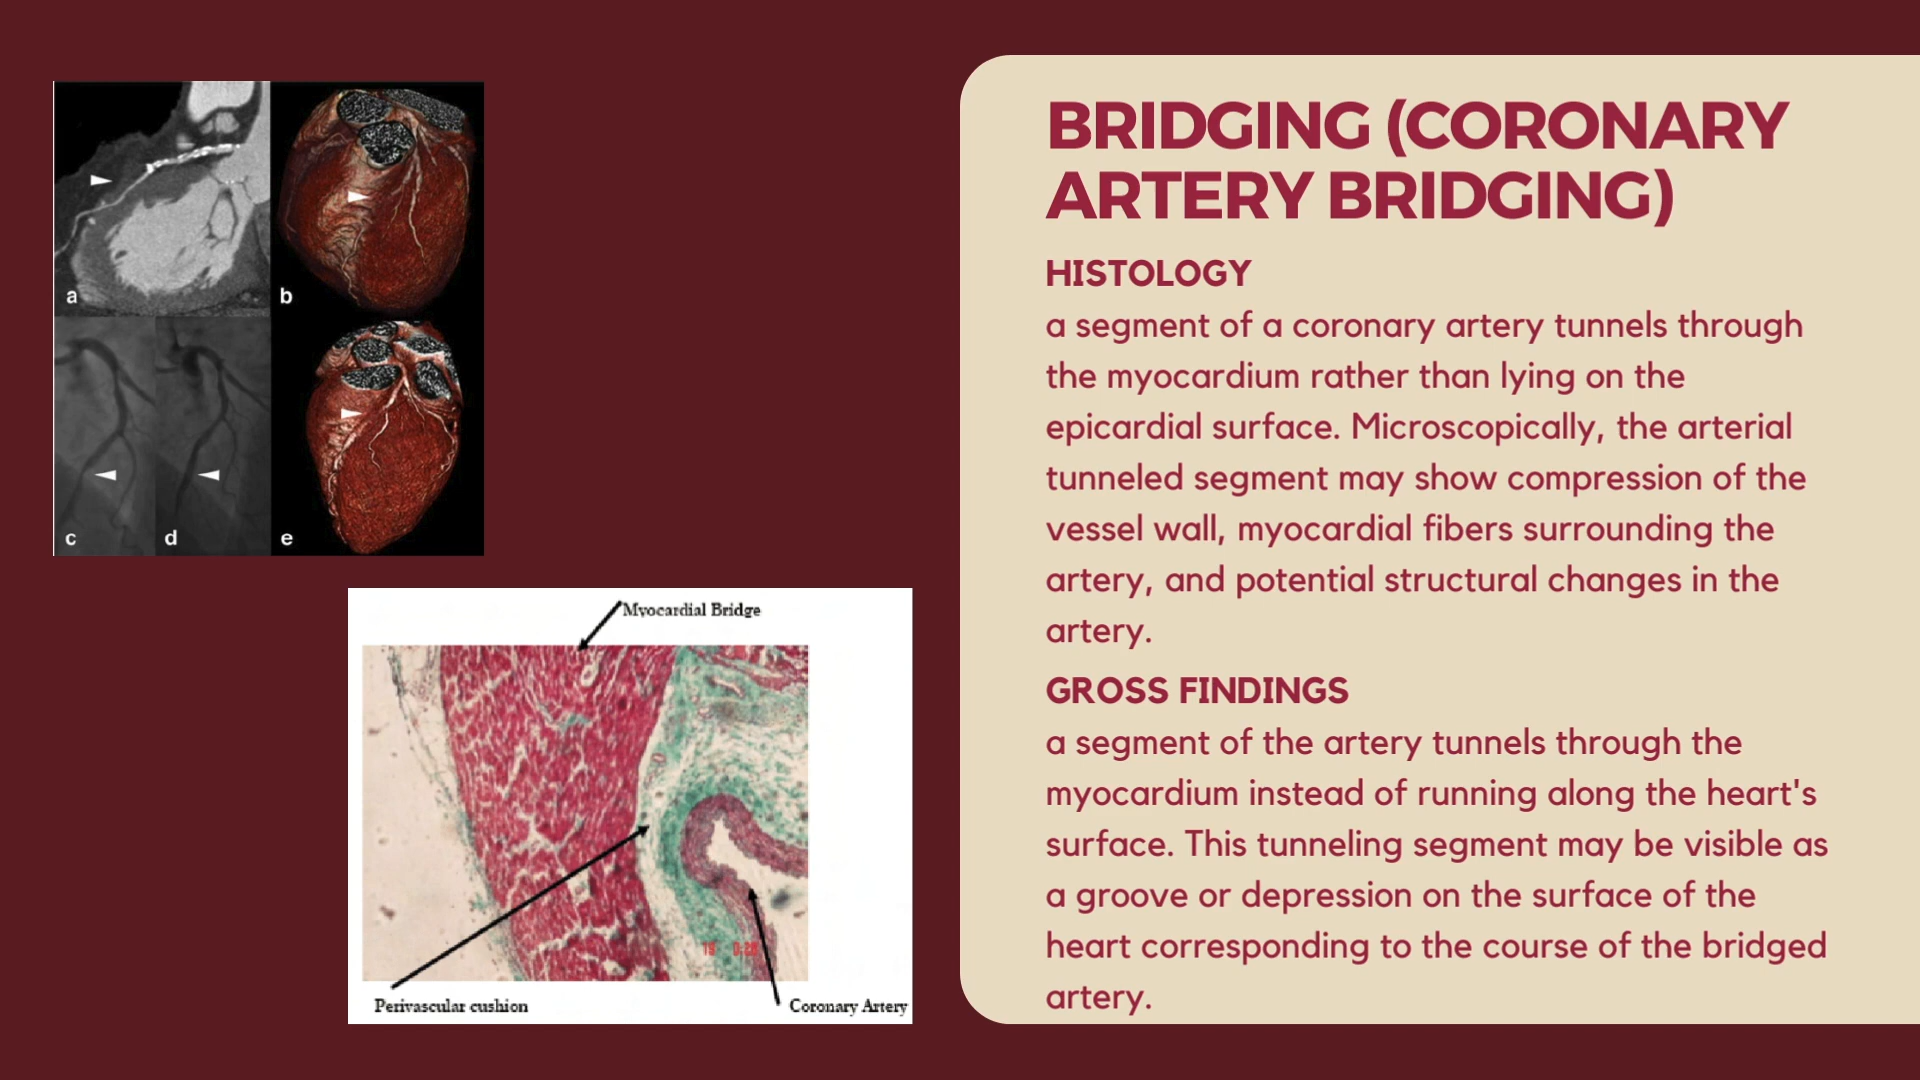 a
b
c
d
e
Myocardial Bridge
19 0:28
Perivascular cushion
Coronary Artery
BRIDGING (CORONARY
ARTERY BRIDGING)
HISTOLOGY
a segment of a coronary artery tunnels through
the myocardium rather than lying on the
epicardial surface. Microscopically, the arterial
tunneled segment may show compression of the
vessel wall, myocardial fibers surrounding the
artery, and potential structural changes in the
artery.
GROSS FINDINGS
a segment of the artery tunnels through the
myocardium instead of running along the heart's
surface. This tunneling segment may be visible as
a groove or depression on the surface of the
heart corresponding to the course of the bridged
artery.